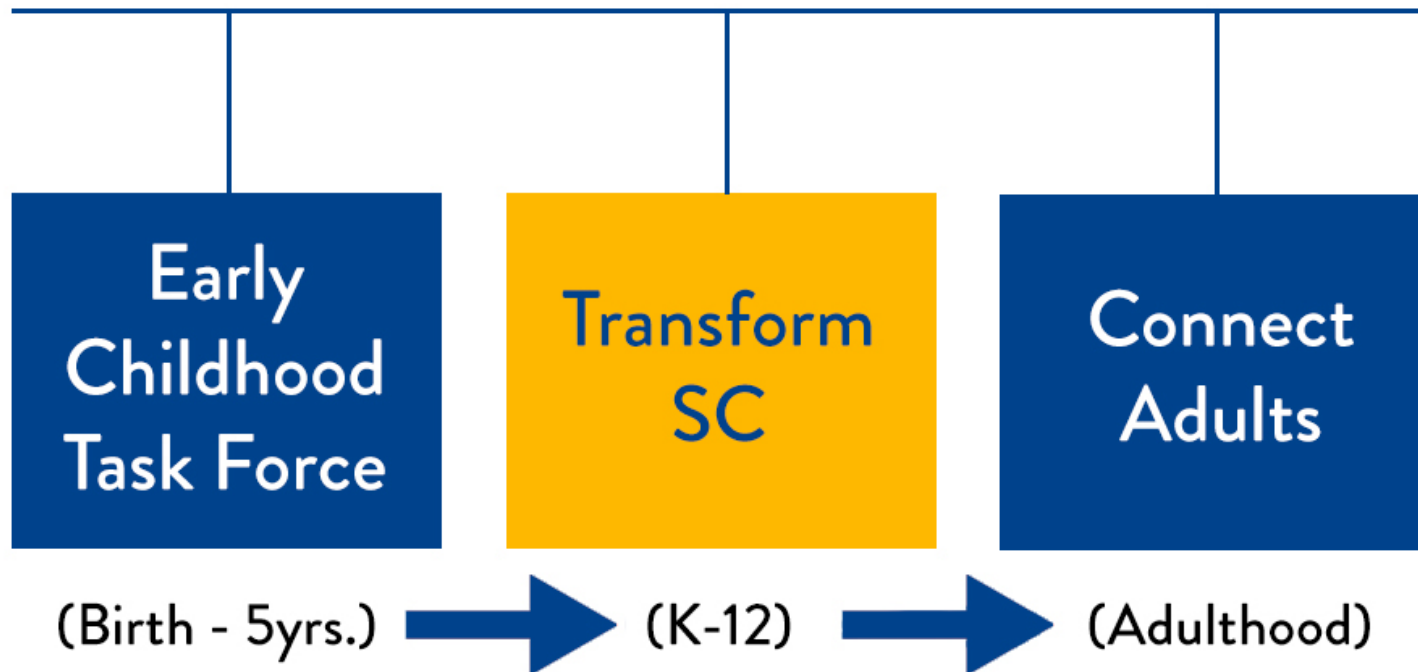 Early
Childhood
Task Force
Transform
SC
Connect
Adults
(Birth - 5yrs.)
(K-12)
(Adulthood)